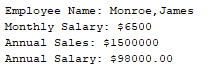 Employee Name: Monroe,James
Monthly Salary: $6500
Annual Sales: $1500000
Annual Salary: $98000.00